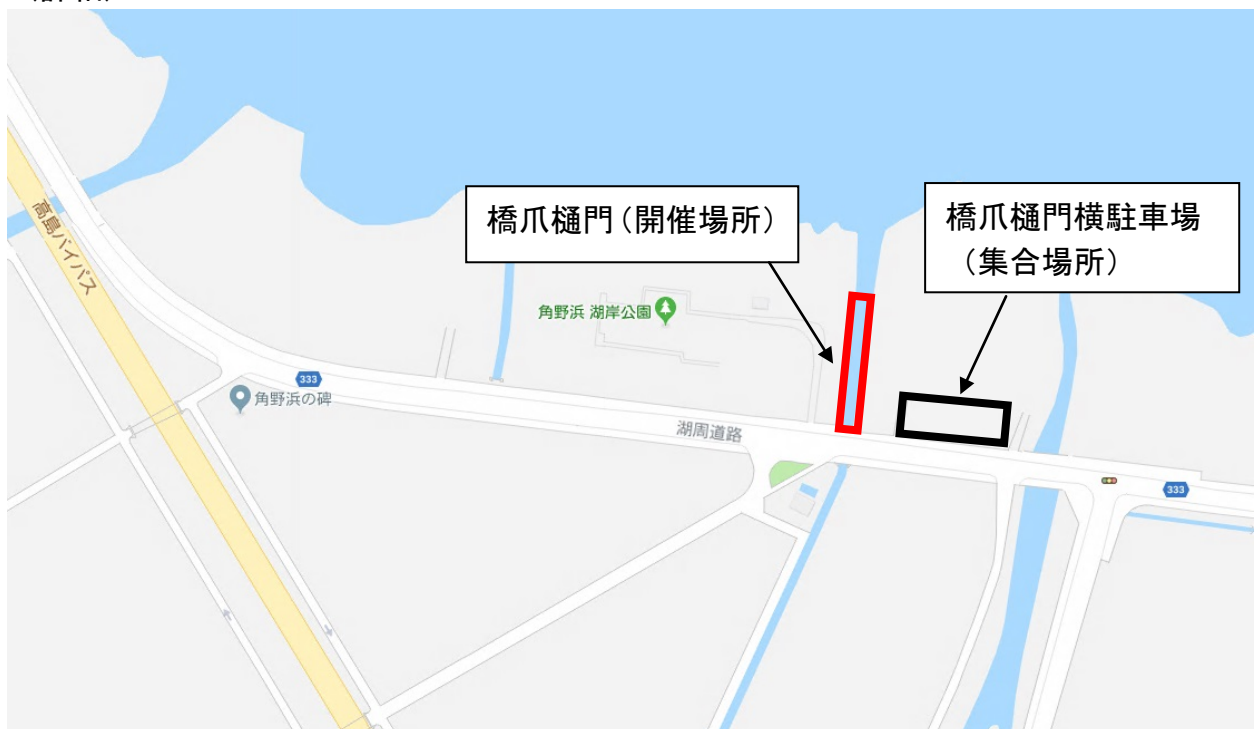 橋爪樋門（開催場所）
橋爪樋門横駐車場
（集合場所）
高島バイパス
角野浜 湖岸公園
333
角野浜の碑
湖周道路
333